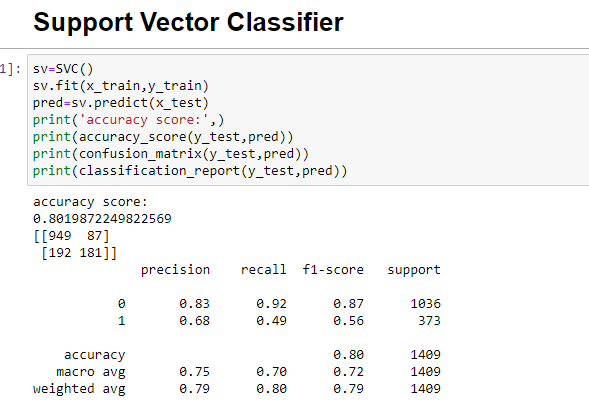 Support Vector Classifier
1]: sv=SVC()
sv.fit(x_train,y_train)
pred=sv.predict(x_test)
print('accuracy score:',)
print(accuracy_score(y_test,pred))
print(confusion_matrix(y_test,pred))
print(classification_report(y_test,pred))
accuracy score:
0.8019872249822569
[[949  87]
 [192 181]]
              precision    recall  f1-score   support
           0       0.83      0.92      0.87      1036
           1       0.68      0.49      0.56       373
    accuracy                           0.80      1409
   macro avg       0.75      0.70      0.72      1409
weighted avg       0.79      0.80      0.79      1409